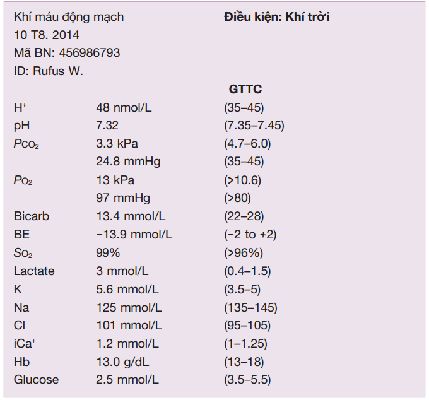 Khí máu động mạch Điều kiện: Khí trời
10 T8. 2014
Mã BN: 456986793
ID: Rufus W.
GTTC
H⁺ 48 nmol/L (35–45)
pH 7.32 (7.35–7.45)
PCO₂ 3.3 kPa (4.7–6.0)
24.8 mmHg (35–45)
PO₂ 13 kPa (>10.6)
97 mmHg (>80)
Bicarb 13.4 mmol/L (22–28)
BE −13.9 mmol/L (−2 to +2)
SO₂ 99% (>96%)
Lactate 3 mmol/L (0.4–1.5)
K 5.6 mmol/L (3.5–5)
Na 125 mmol/L (135–145)
Cl 101 mmol/L (95–105)
iCa⁺ 1.2 mmol/L (1–1.25)
Hb 13.0 g/dL (13–18)
Glucose 2.5 mmol/L (3.5–5.5)